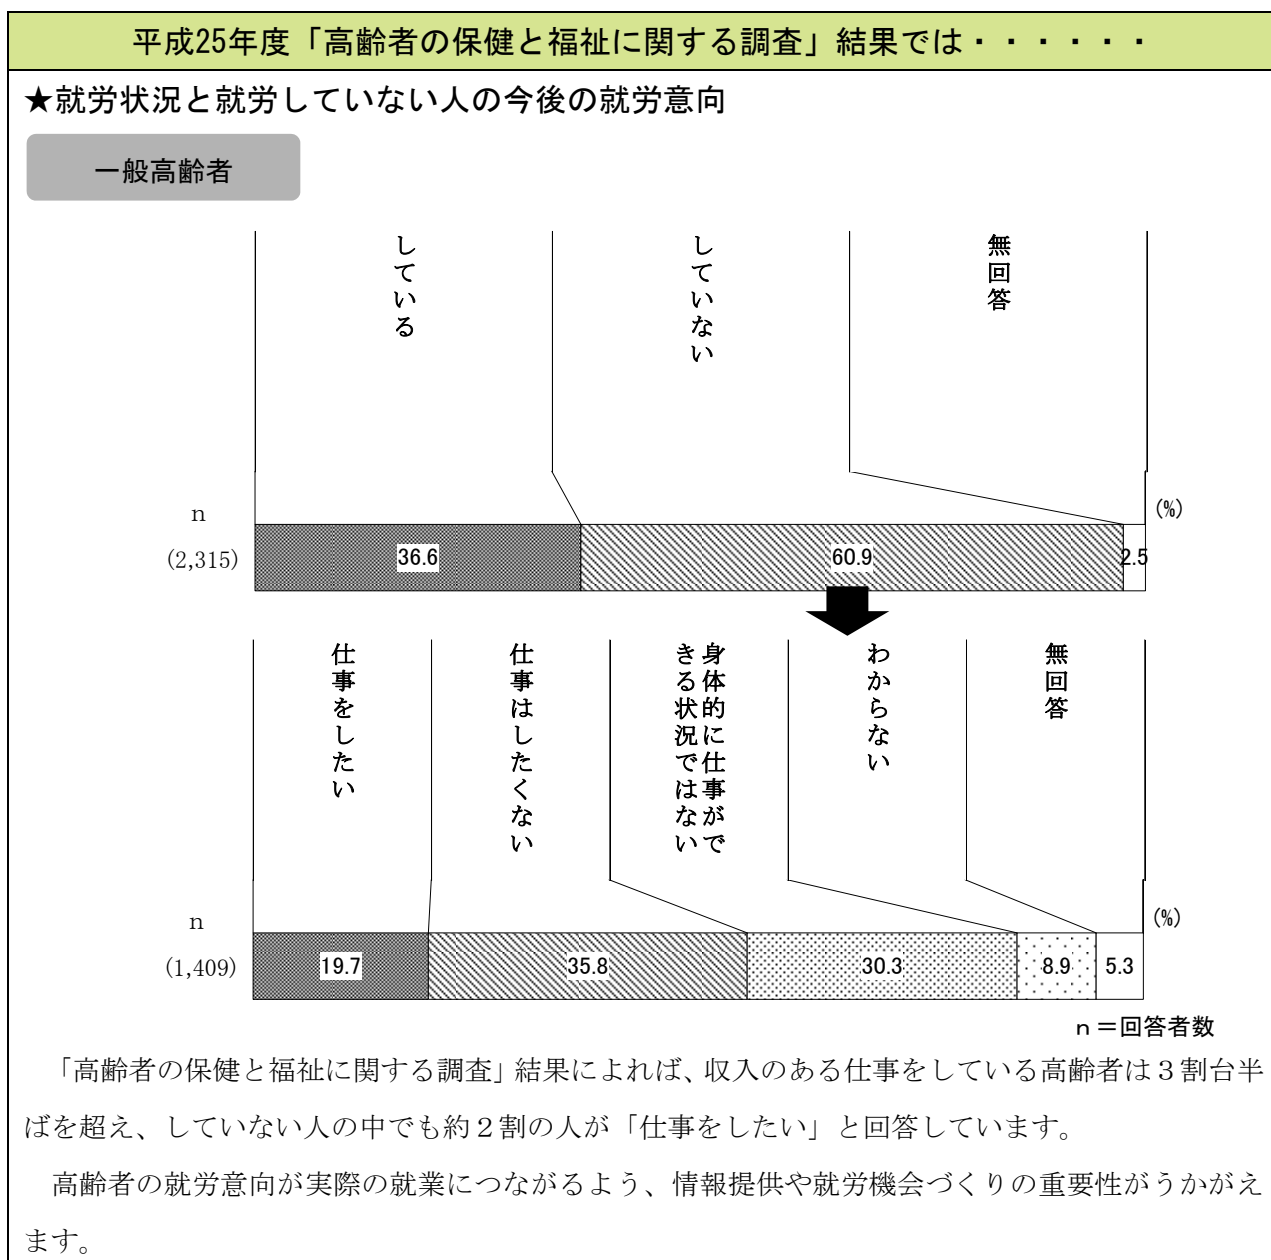 平成25年度「高齢者の保健と福祉に関する調査」結果では・・・・・・
★就労状況と就労していない人の今後の就労意向
一般高齢者
している
していない
無回答
(%)
n
(2,315)
36.6
60.9
2.5
仕事をしたい
仕事はしたくない
身体的に仕事がで
きる状況ではない
わからない
無回答
(%)
n
(1,409)
19.7
35.8
30.3
8.9
5.3
n＝回答者数
「高齢者の保健と福祉に関する調査」結果によれば、収入のある仕事をしている高齢者は３割台半
ばを超え、していない人の中でも約２割の人が「仕事をしたい」と回答しています。
高齢者の就労意向が実際の就業につながるよう、情報提供や就労機会づくりの重要性がうかがえ
ます。